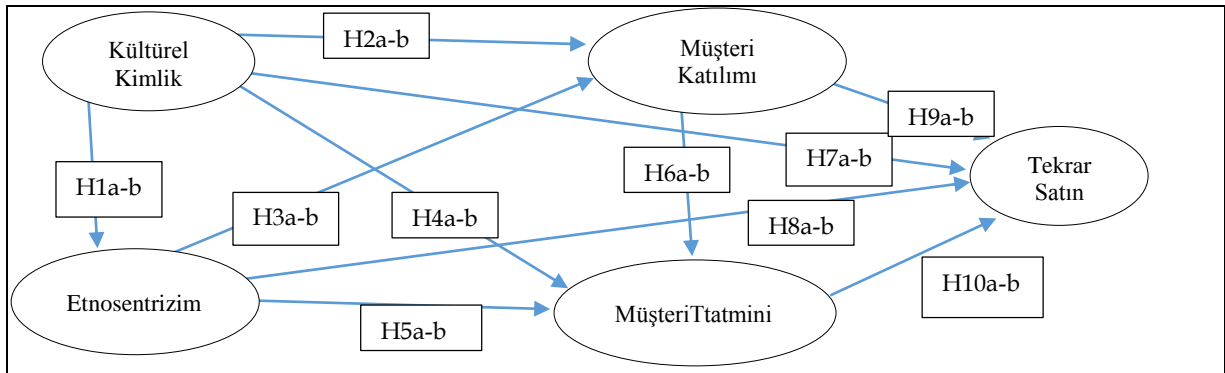 Kültürel
Kimlik
H2a-b
Müşteri
Katılımı
H9a-b
H7a-b
Tekrar
Satın
H1a-b
H3a-b
H4a-b
H6a-b
H8a-b
Etnosentrizim
H5a-b
MüşteriTtatmini
H10a-b